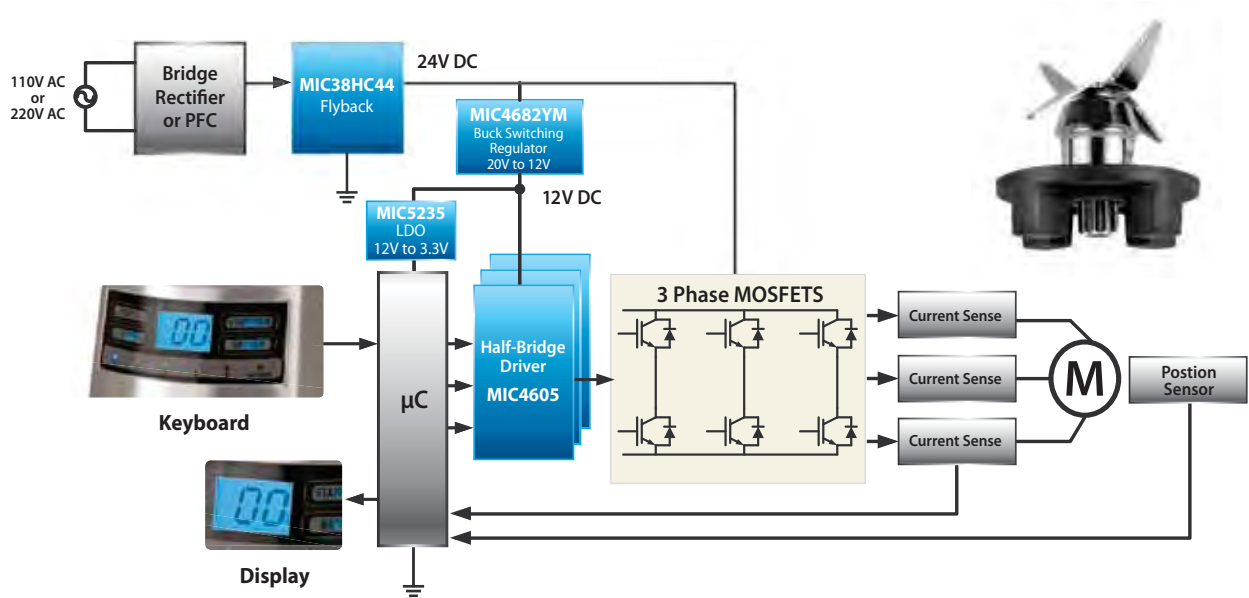 110V AC
or
220V AC
Bridge
Rectifier
or PFC
MIC38HC44
Flyback
24V DC
MIC4682YM
Buck Switching
Regulator
20V to 12V
12V DC
MIC5235
LDO
12V to 3.3V
µC
Half-Bridge
Driver
MIC4605
3 Phase MOSFETS
Current Sense
Current Sense
Current Sense
M
Postion
Sensor
00
Keyboard
00
Display